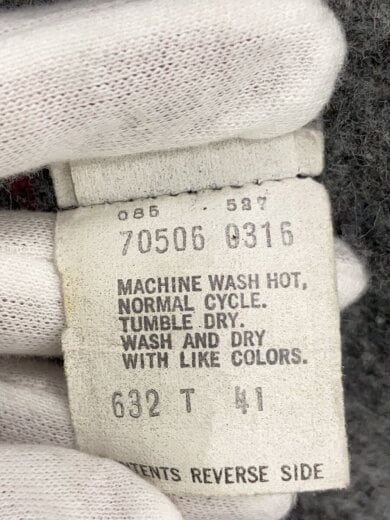 085 527
70506 0316
MACHINE WASH HOT,
NORMAL CYCLE.
TUMBLE DRY.
WASH AND DRY
WITH LIKE COLORS.
632 T 41
REVERSE SIDE